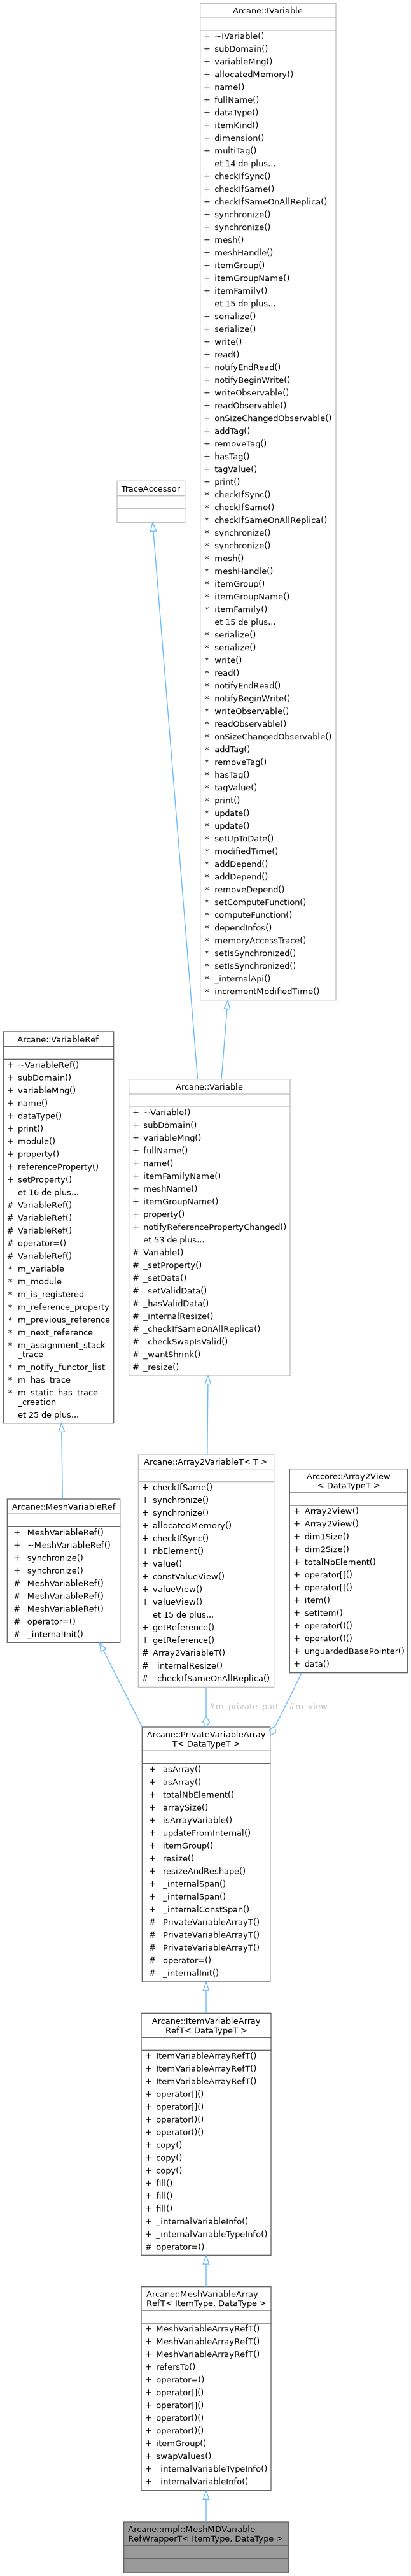 Arcane::IVariable
+ ~IVariable()
+ subDomain()
+ variableMng()
+ allocatedMemory()
+ name()
+ fullName()
+ dataType()
+ itemKind()
+ dimension()
+ multiTag()
et 14 de plus...
+ checkIfSync()
+ checkIfSame()
+ checkIfSameOnAllReplica()
+ synchronize()
+ synchronize()
+ mesh()
+ meshHandle()
+ itemGroup()
+ itemGroupName()
+ itemFamily()
et 15 de plus...
+ serialize()
+ serialize()
+ write()
+ read()
+ notifyEndRead()
+ notifyBeginWrite()
+ writeObservable()
+ readObservable()
+ onSizeChangedObservable()
+ addTag()
+ removeTag()
+ hasTag()
+ tagValue()
+ print()
* checkIfSync()
* checkIfSame()
* checkIfSameOnAllReplica()
* synchronize()
* synchronize()
* mesh()
* meshHandle()
* itemGroup()
* itemGroupName()
* itemFamily()
et 15 de plus...
* serialize()
* serialize()
* write()
* read()
* notifyEndRead()
* notifyBeginWrite()
* writeObservable()
* readObservable()
* onSizeChangedObservable()
* addTag()
* removeTag()
* hasTag()
* tagValue()
* print()
* update()
* update()
* setUpToDate()
* modifiedTime()
* addDepend()
* addDepend()
* removeDepend()
* setComputeFunction()
* computeFunction()
* dependInfos()
* memoryAccessTrace()
* setIsSynchronized()
* setIsSynchronized()
* _internalApi()
* incrementModifiedTime()
TraceAccessor
Arcane::VariableRef
+ ~VariableRef()
+ subDomain()
+ variableMng()
+ name()
+ dataType()
+ print()
+ module()
+ property()
+ referenceProperty()
+ setProperty()
et 16 de plus...
# VariableRef()
# VariableRef()
# VariableRef()
# operator=()
# VariableRef()
* m_variable
* m_module
* m_is_registered
* m_reference_property
* m_previous_reference
* m_next_reference
* m_assignment_stack
_trace
* m_notify_functor_list
* m_has_trace
* m_static_has_trace
_creation
et 25 de plus...
Arcane::Variable
+ ~Variable()
+ subDomain()
+ variableMng()
+ fullName()
+ name()
+ itemFamilyName()
+ meshName()
+ itemGroupName()
+ property()
+ notifyReferencePropertyChanged()
et 53 de plus...
# Variable()
# _setProperty()
# _setData()
# _setValidData()
# _hasValidData()
# _internalResize()
# _checkIfSameOnAllReplica()
# _checkSwapIsValid()
# _wantShrink()
# _resize()
Arcane::MeshVariableRef
+ MeshVariableRef()
+ ~MeshVariableRef()
+ synchronize()
+ synchronize()
# MeshVariableRef()
# MeshVariableRef()
# MeshVariableRef()
# operator=()
# _internalInit()
Arcane::Array2VariableT< T >
+ checkIfSame()
+ synchronize()
+ synchronize()
+ allocatedMemory()
+ checkIfSync()
+ nbElement()
+ value()
+ constValueView()
+ valueView()
+ valueView()
et 15 de plus...
+ getReference()
+ getReference()
# Array2VariableT()
# _internalResize()
# _checkIfSameOnAllReplica()
Arccore::Array2View
< DataTypeT >
+ Array2View()
+ Array2View()
+ dim1Size()
+ dim2Size()
+ totalNbElement()
+ operator[]()
+ operator[]()
+ item()
+ setItem()
+ operator()()
+ operator()()
+ unguardedBasePointer()
+ data()
#m_private_part
#m_view
Arcane::PrivateVariableArray
T< DataTypeT >
+ asArray()
+ asArray()
+ totalNbElement()
+ arraySize()
+ isArrayVariable()
+ updateFromInternal()
+ itemGroup()
+ resize()
+ resizeAndReshape()
+ _internalSpan()
+ _internalSpan()
+ _internalConstSpan()
# PrivateVariableArrayT()
# PrivateVariableArrayT()
# PrivateVariableArrayT()
# operator=()
# _internalInit()
Arcane::ItemVariableArray
RefT< DataTypeT >
+ ItemVariableArrayRefT()
+ ItemVariableArrayRefT()
+ ItemVariableArrayRefT()
+ operator[]()
+ operator[]()
+ operator()()
+ operator()()
+ copy()
+ copy()
+ copy()
+ fill()
+ fill()
+ fill()
+ _internalVariableInfo()
+ _internalVariableTypeInfo()
# operator=()
Arcane::MeshVariableArray
RefT< ItemType, DataType >
+ MeshVariableArrayRefT()
+ MeshVariableArrayRefT()
+ MeshVariableArrayRefT()
+ refersTo()
+ operator=()
+ operator[]()
+ operator[]()
+ operator()()
+ operator()()
+ itemGroup()
+ swapValues()
+ _internalVariableTypeInfo()
+ _internalVariableInfo()
Arcane::impl::MeshMDVariable
RefWrapperT< ItemType, DataType >